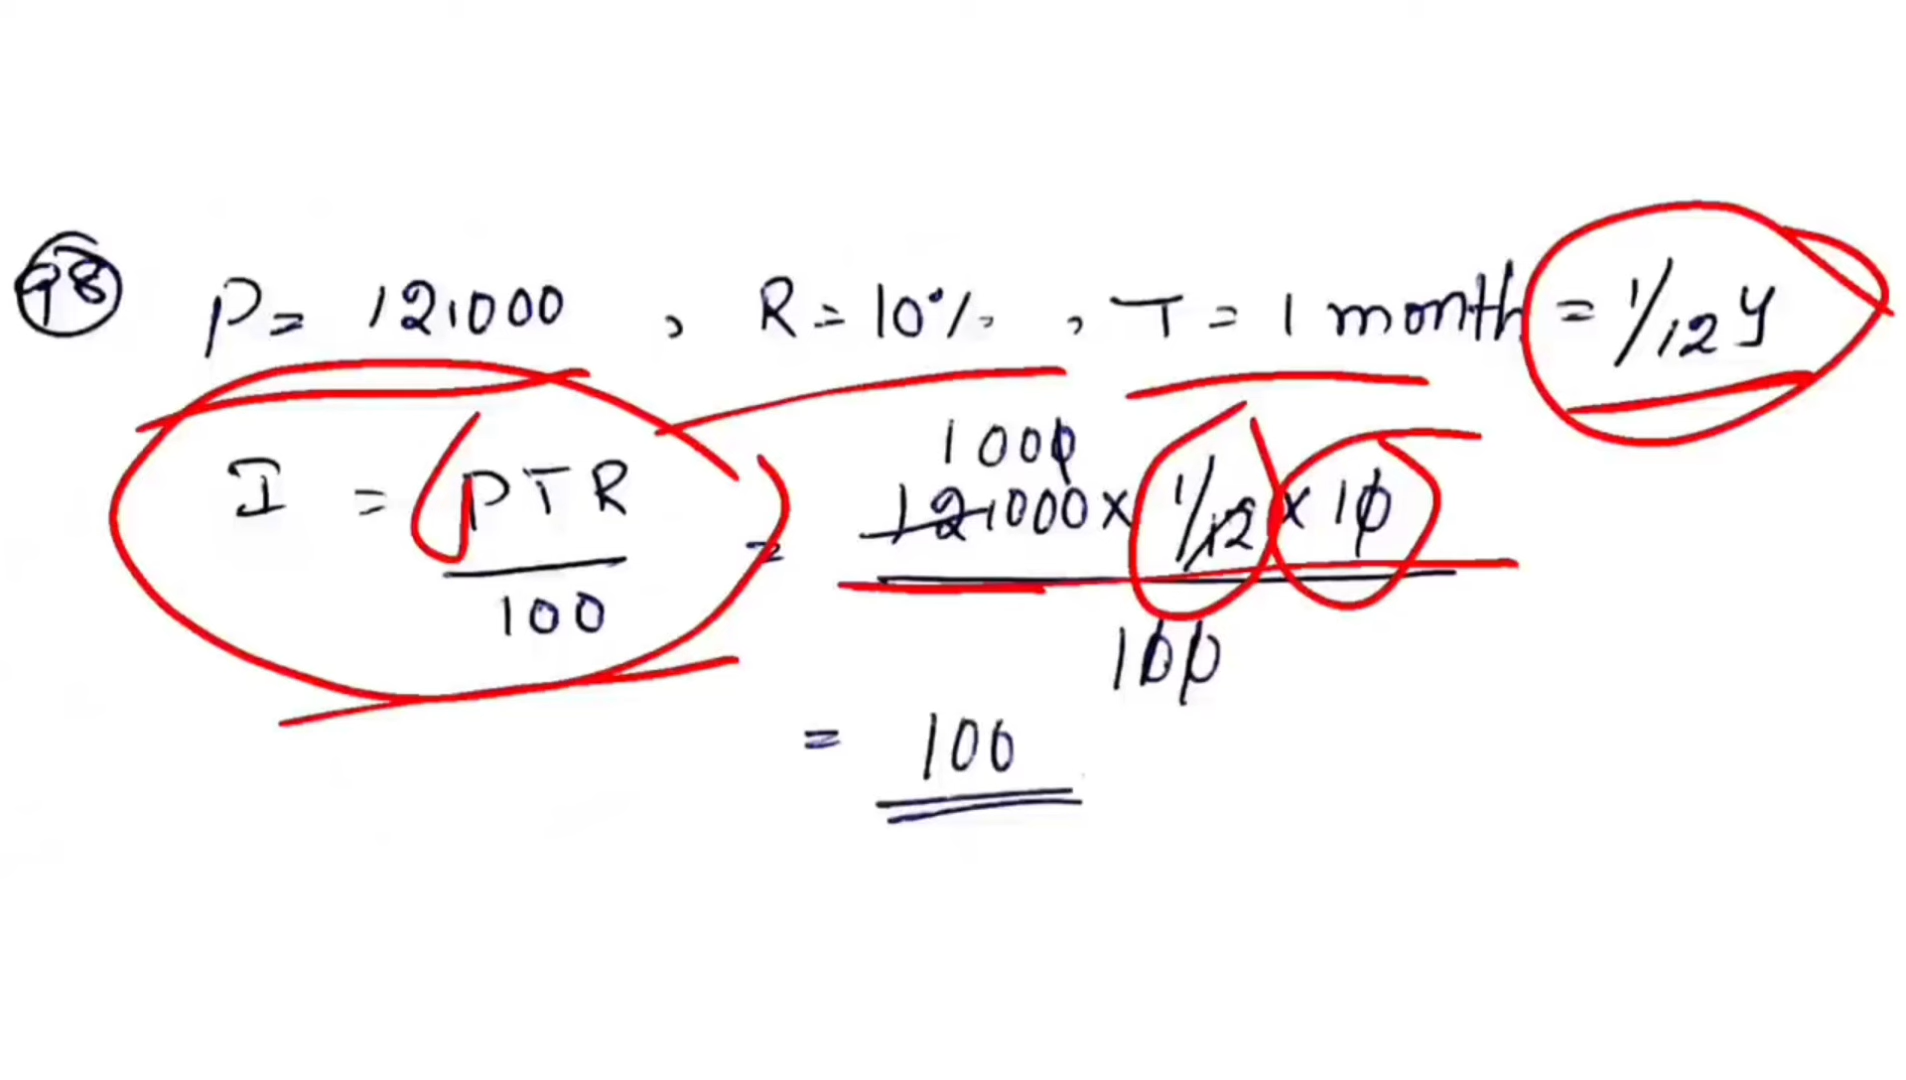 98 P= 12,000 , R=10%. , T= 1 month = 1/12 y
I = PTR/100 = 12,000 × 1/12 × 10 / 100
1000
= 100